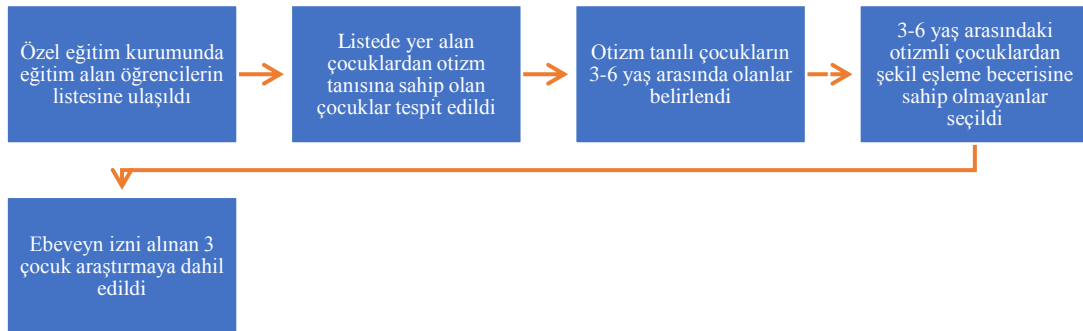 Özel eğitim kurumunda
eğitim alan öğrencilerin
listesine ulaşıldı
Listede yer alan
çocuklardan otizm
tanısına sahip olan
çocuklar tespit edildi
Otizm tanılı çocukların
3-6 yaş arasında olanlar
belirlendi
3-6 yaş arasındaki
otizmli çocuklardan
şekil eşleme becerisine
sahip olmayanlar
seçildi
Ebeveyn izni alınan 3
çocuk araştırmaya dahil
edildi